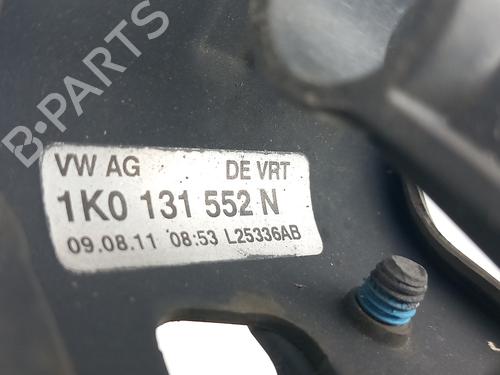 B-PARTS
VW AG DE VRT
1K0 131 552 N
09.08.11 08:53 L25336AB